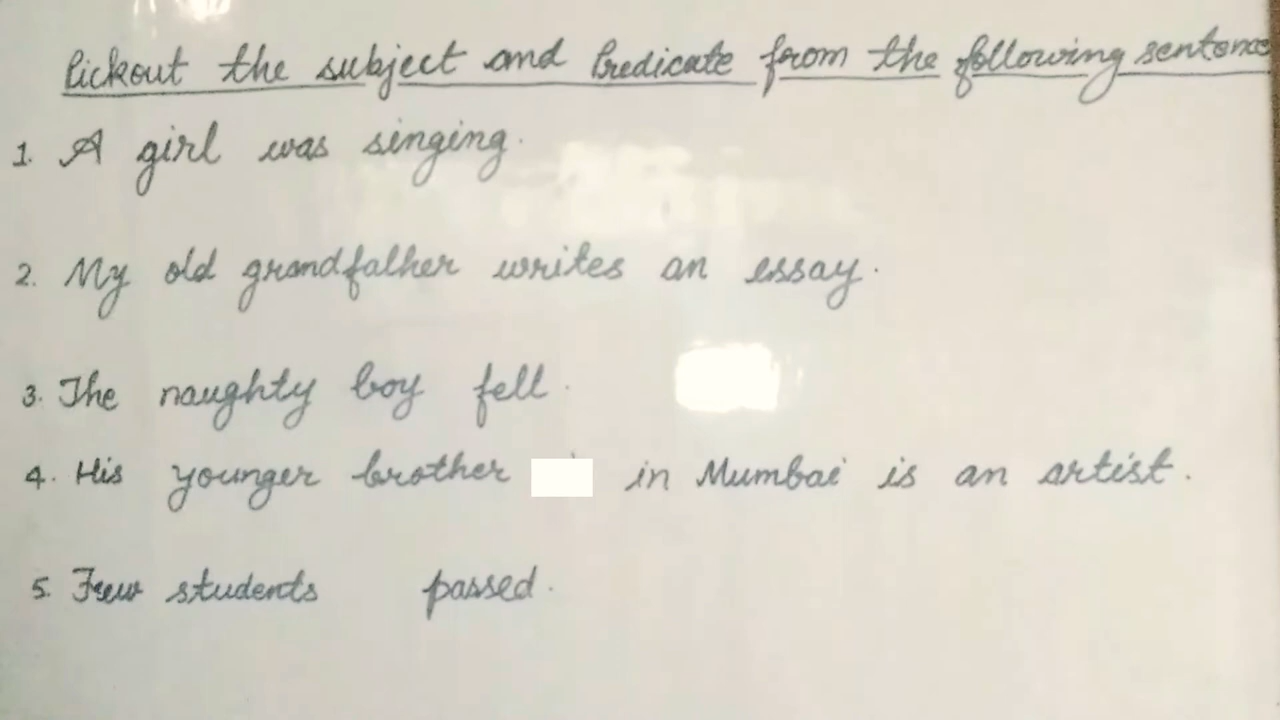 Pickout the subject and Predicate from the following sentence
1. A girl was singing.
2. My old grandfather writes an essay.
3. The naughty boy fell.
4. His younger brother in Mumbai is an artist.
5. Few students passed.